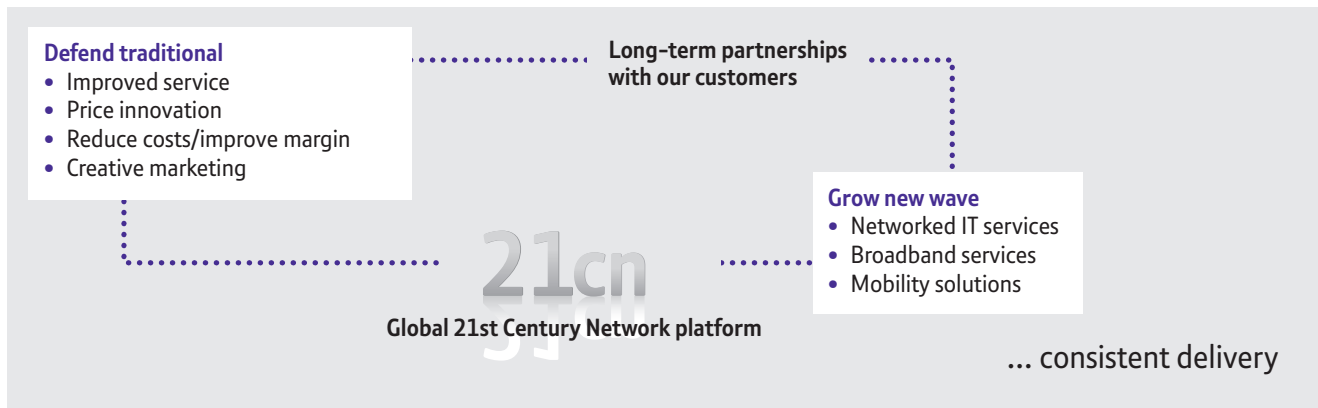 Defend traditional
• Improved service
• Price innovation
• Reduce costs/improve margin
• Creative marketing
Long-term partnerships
with our customers
Grow new wave
• Networked IT services
• Broadband services
• Mobility solutions
21cn
Global 21st Century Network platform
... consistent delivery